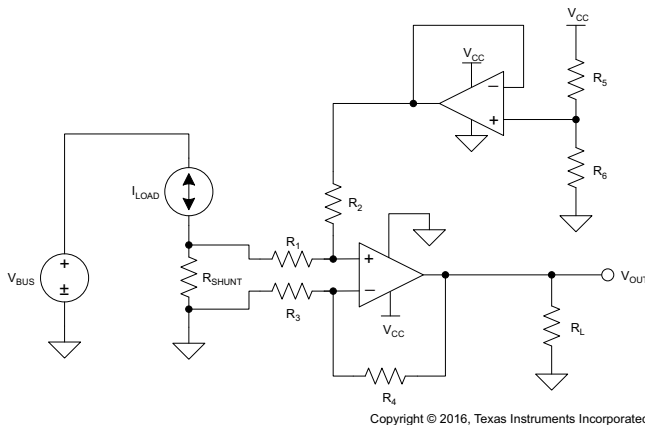 VCC
VCC
R5
R6
ILOAD
R2
R1
VBUS
RSHUNT
R3
VCC
VOUT
RL
R4
Copyright © 2016, Texas Instruments Incorporated